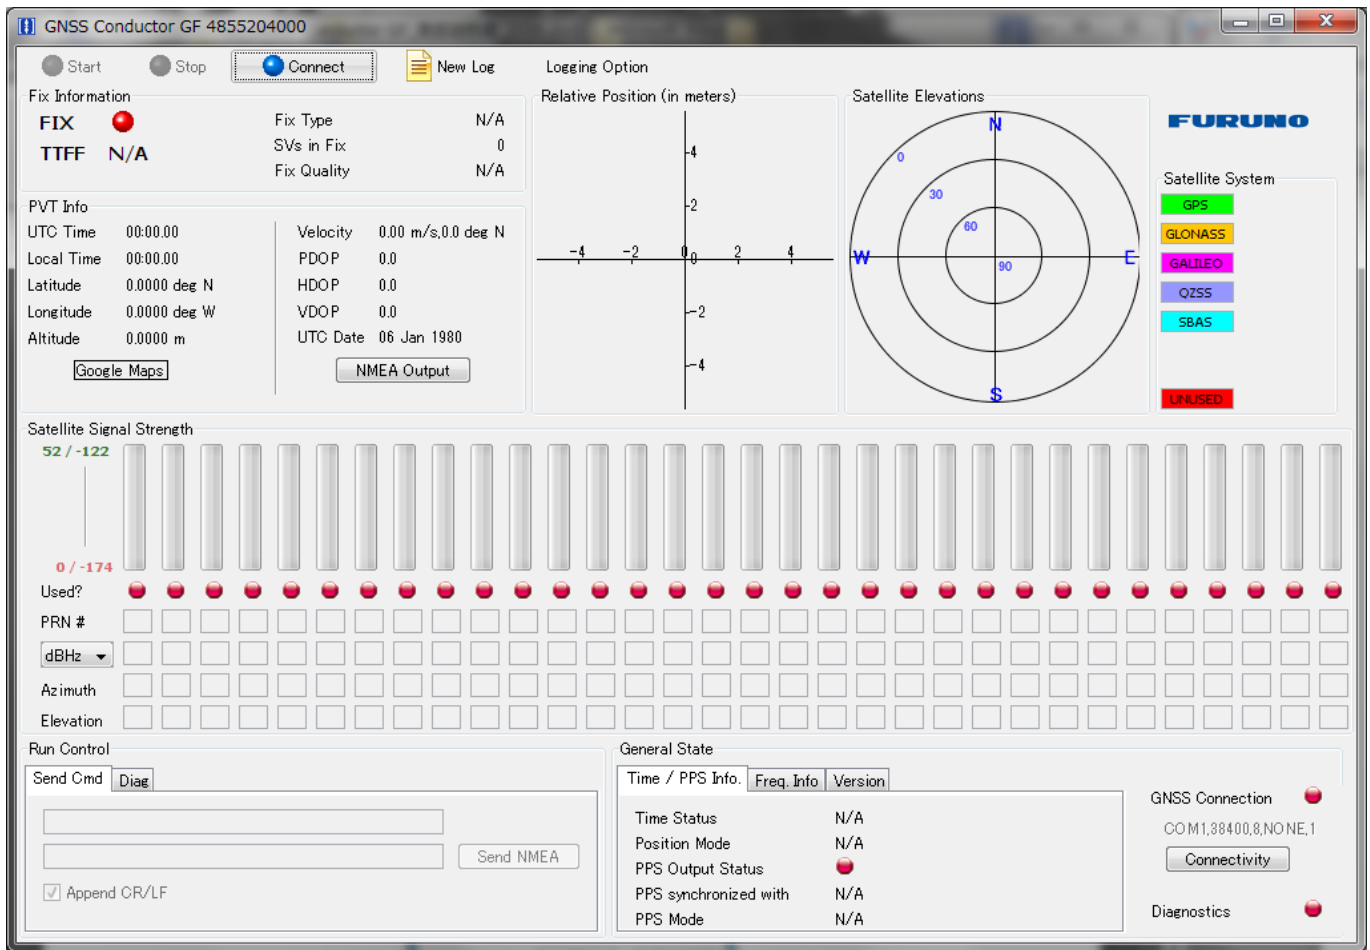 GNSS Conductor GF 4855204000
Start Stop Connect New Log Logging Option
Fix Information
FIX
TTFF N/A
Fix Type N/A
SVs in Fix 0
Fix Quality N/A
PVT Info
UTC Time 00:00.00
Local Time 00:00.00
Latitude 0.0000 deg N
Longitude 0.0000 deg W
Altitude 0.0000 m
Google Maps
Velocity 0.00 m/s,0.0 deg N
PDOP 0.0
HDOP 0.0
VDOP 0.0
UTC Date 06 Jan 1980
NMEA Output
Relative Position (in meters)
-4
-2
-4 -2 0 0 2 4
-2
-4
Satellite Elevations
N
0
30
60
W 90 E
S
FURUNO
Satellite System
GPS
GLONASS
GALILEO
QZSS
SBAS
UNUSED
Satellite Signal Strength
52 / -122
0 / -174
Used?
PRN #
dBHz
Azimuth
Elevation
Run Control
Send Cmd Diag
Send NMEA
Append CR/LF
General State
Time / PPS Info. Freq. Info Version
Time Status N/A
Position Mode N/A
PPS Output Status
PPS synchronized with N/A
PPS Mode N/A
GNSS Connection
COM1,38400,8,NONE,1
Connectivity
Diagnostics